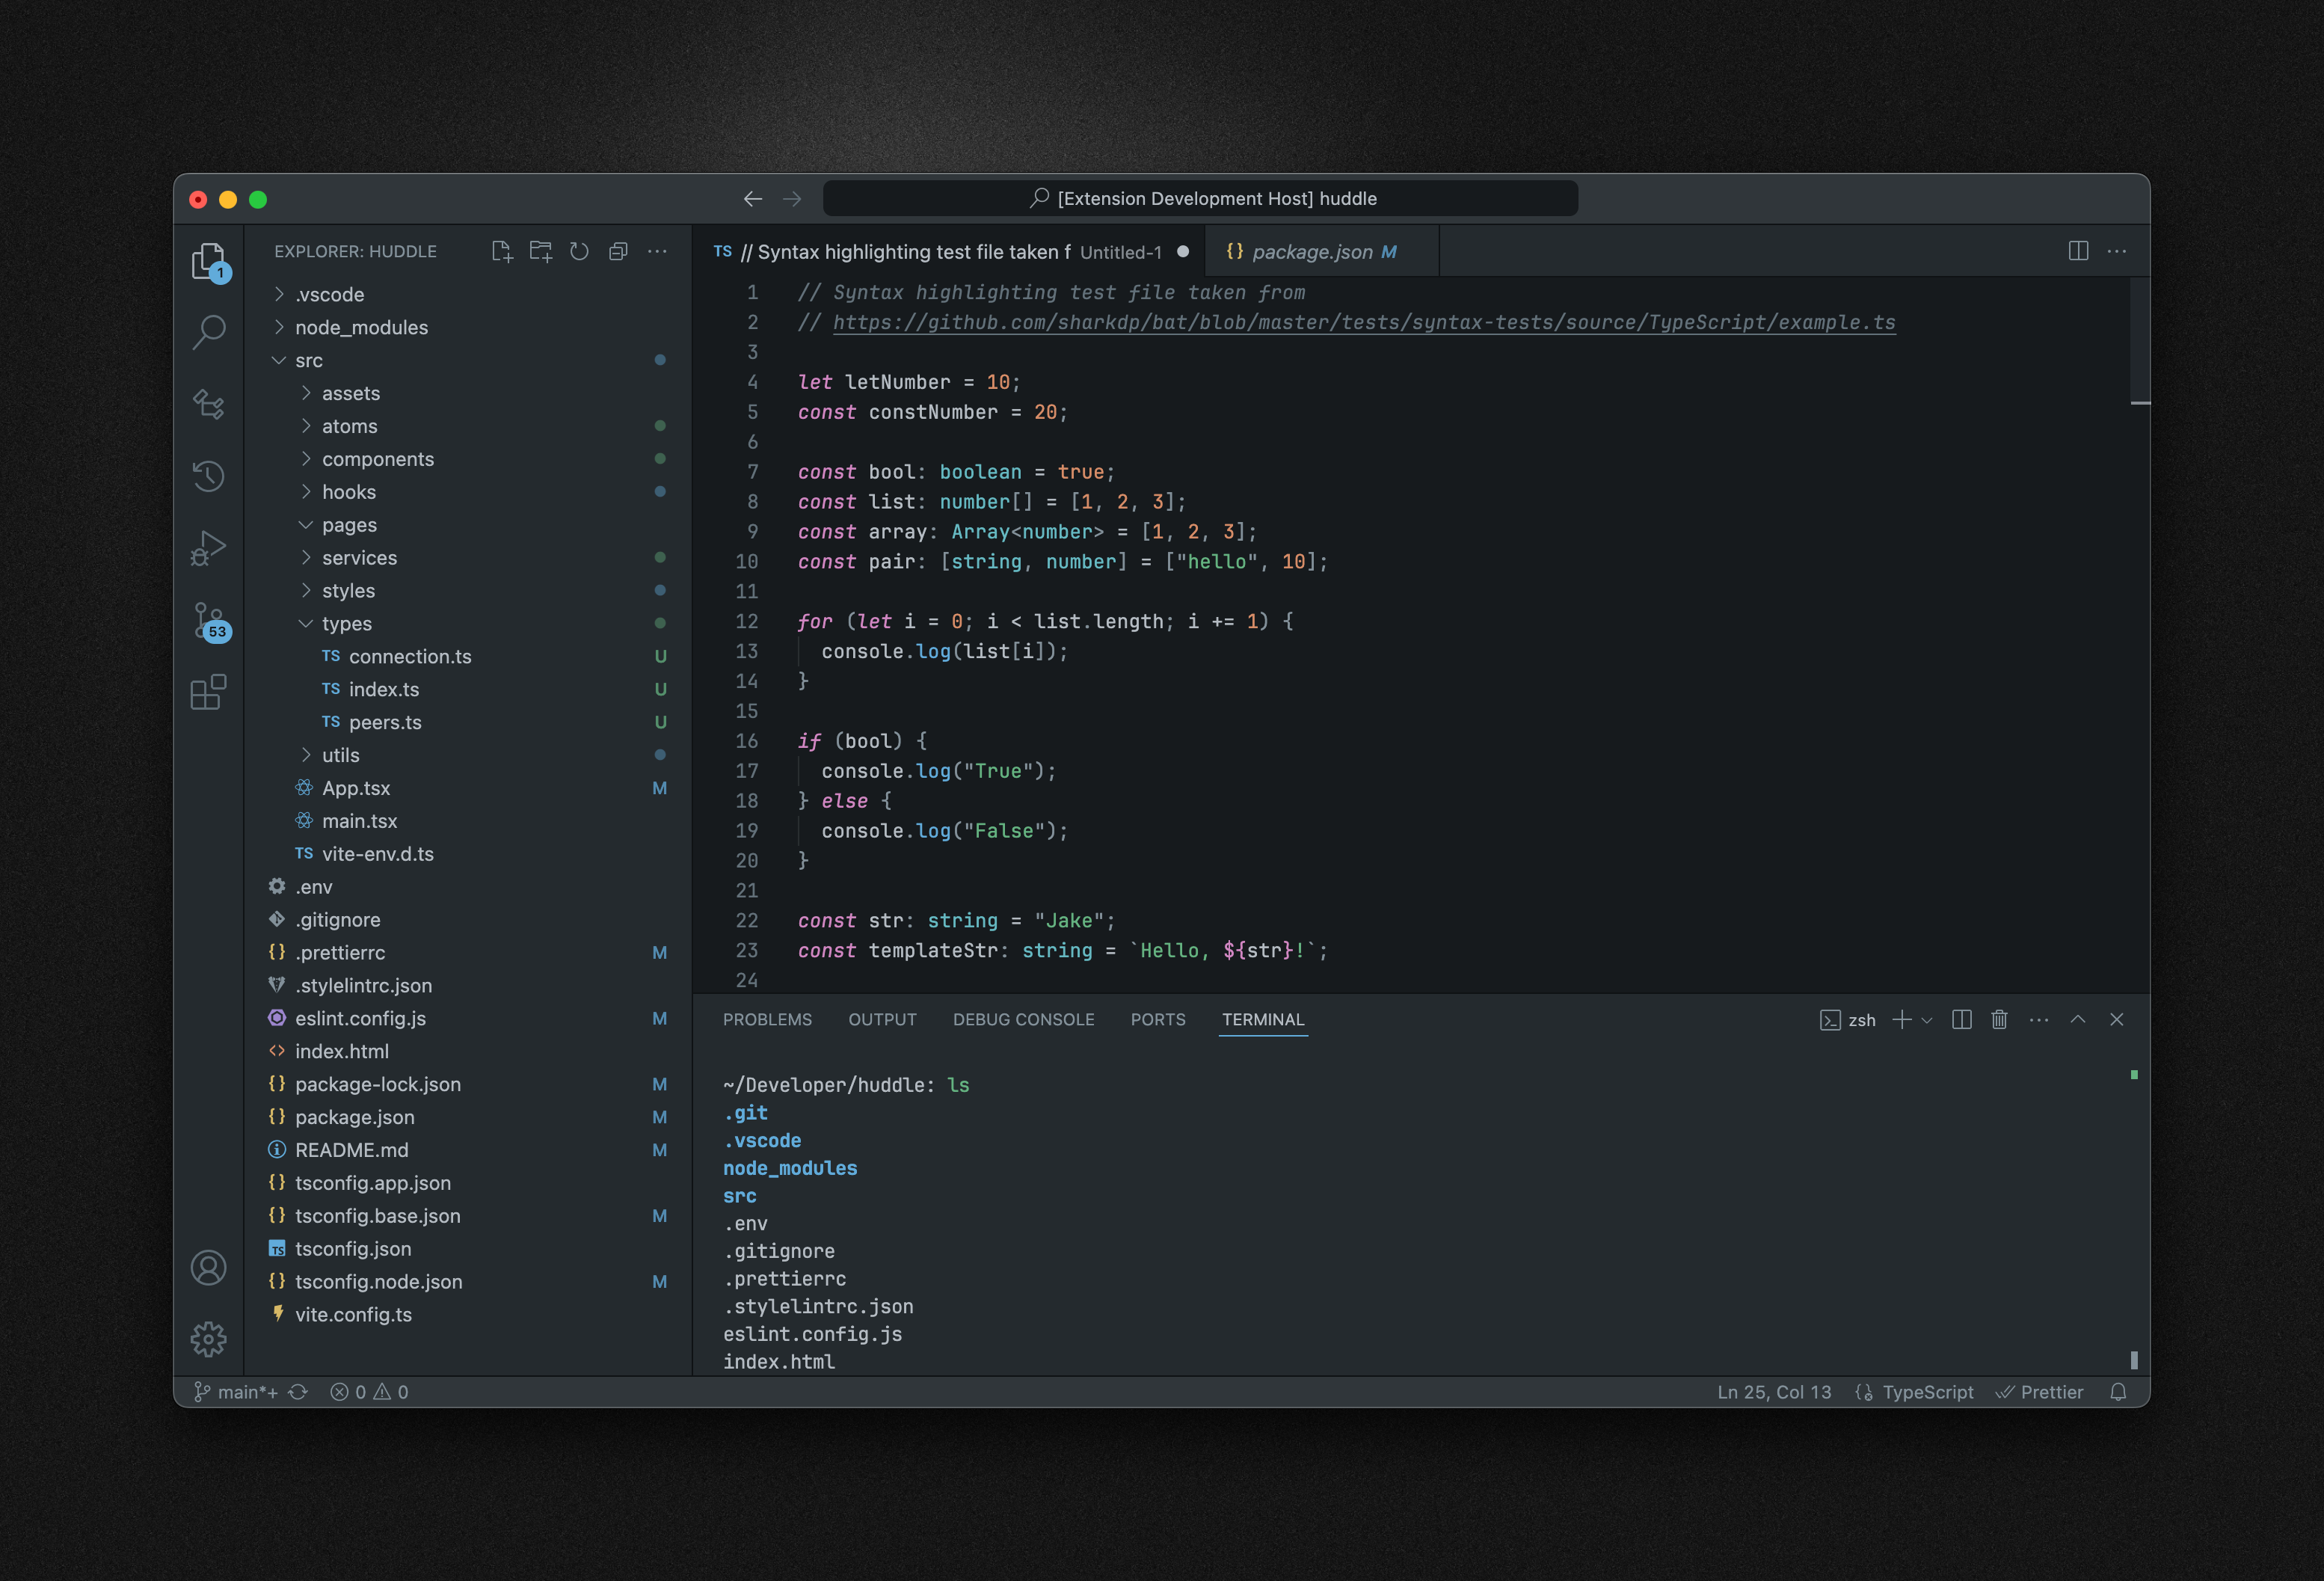 [Extension Development Host] huddle
EXPLORER: HUDDLE
1
53
.vscode
node_modules
src
assets
atoms
components
hooks
pages
services
styles
types
TS connection.ts U
TS index.ts U
TS peers.ts U
utils
App.tsx M
main.tsx
TS vite-env.d.ts
.env
.gitignore
{} .prettierrc M
.stylelintrc.json
eslint.config.js M
<> index.html
{} package-lock.json M
{} package.json M
README.md M
{} tsconfig.app.json
{} tsconfig.base.json M
TS tsconfig.json
{} tsconfig.node.json M
vite.config.ts
TS // Syntax highlighting test file taken f Untitled-1
{} package.json M
1 // Syntax highlighting test file taken from
2 // https://github.com/sharkdp/bat/blob/master/tests/syntax-tests/source/TypeScript/example.ts
3
4 let letNumber = 10;
5 const constNumber = 20;
6
7 const bool: boolean = true;
8 const list: number[] = [1, 2, 3];
9 const array: Array<number> = [1, 2, 3];
10 const pair: [string, number] = ["hello", 10];
11
12 for (let i = 0; i < list.length; i += 1) {
13   console.log(list[i]);
14 }
15
16 if (bool) {
17   console.log("True");
18 } else {
19   console.log("False");
20 }
21
22 const str: string = "Jake";
23 const templateStr: string = `Hello, ${str}!`;
24
PROBLEMS OUTPUT DEBUG CONSOLE PORTS TERMINAL
zsh
~/Developer/huddle: ls
.git
.vscode
node_modules
src
.env
.gitignore
.prettierrc
.stylelintrc.json
eslint.config.js
index.html
main*+ 0 0
Ln 25, Col 13 TypeScript Prettier